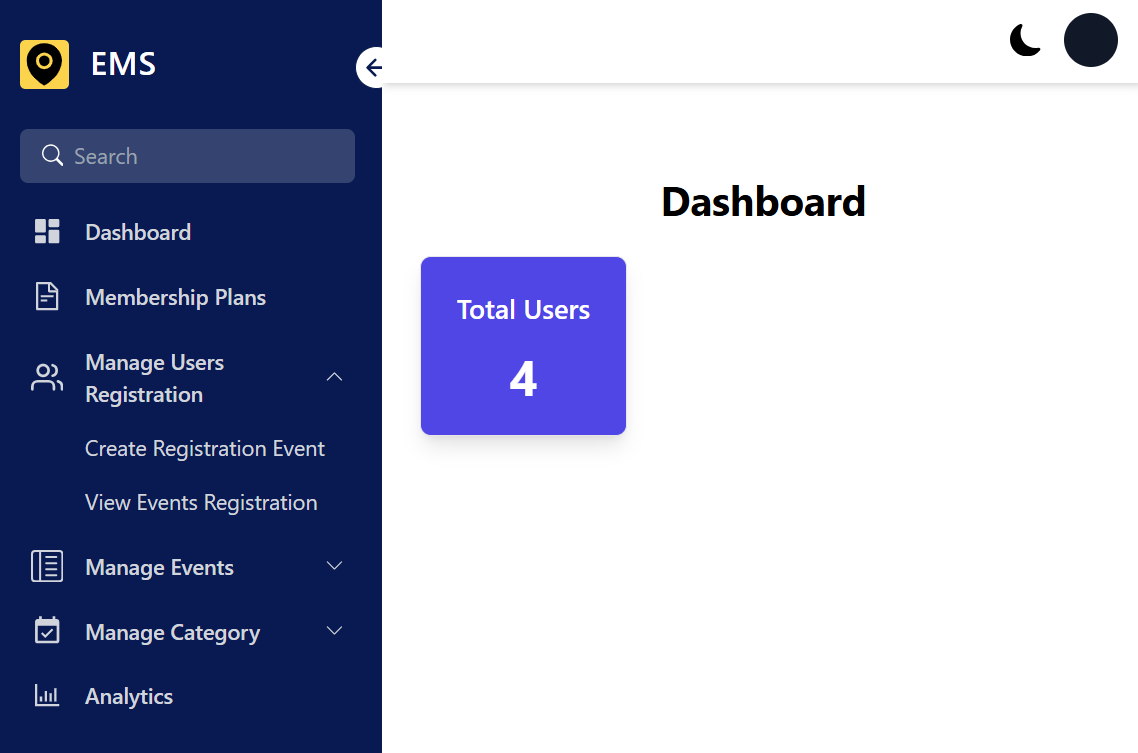 EMS
Search
Dashboard
Membership Plans
Manage Users
Registration
Create Registration Event
View Events Registration
Manage Events
Manage Category
Analytics
Dashboard
Total Users
4